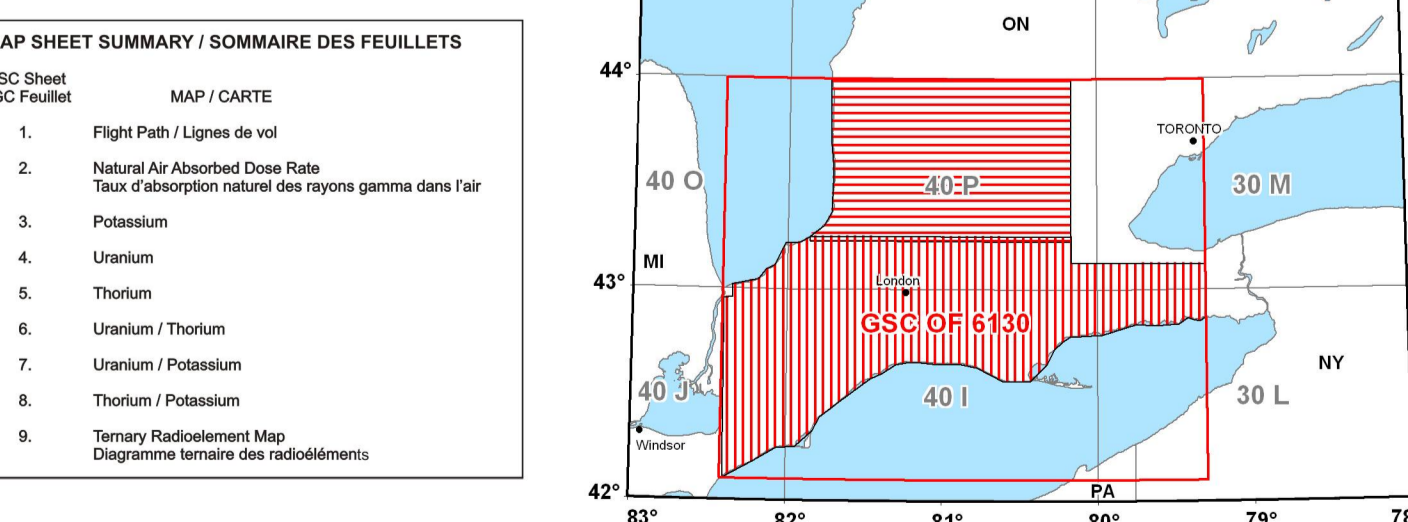 AP SHEET SUMMARY / SOMMAIRE DES FEUILLETS
SC Sheet
GC Feuillet
MAP / CARTE
1. Flight Path / Lignes de vol
2. Natural Air Absorbed Dose Rate
Taux d'absorption naturel des rayons gamma dans l'air
3. Potassium
4. Uranium
5. Thorium
6. Uranium / Thorium
7. Uranium / Potassium
8. Thorium / Potassium
9. Ternary Radioelement Map
Diagramme ternaire des radioéléments
ON
44°
TORONTO
40 O
40 P
30 M
MI
43°
London
GSC OF 6130
NY
40 J
40 I
30 L
Windsor
42°
PA
83° 82° 81° 80° 79° 78